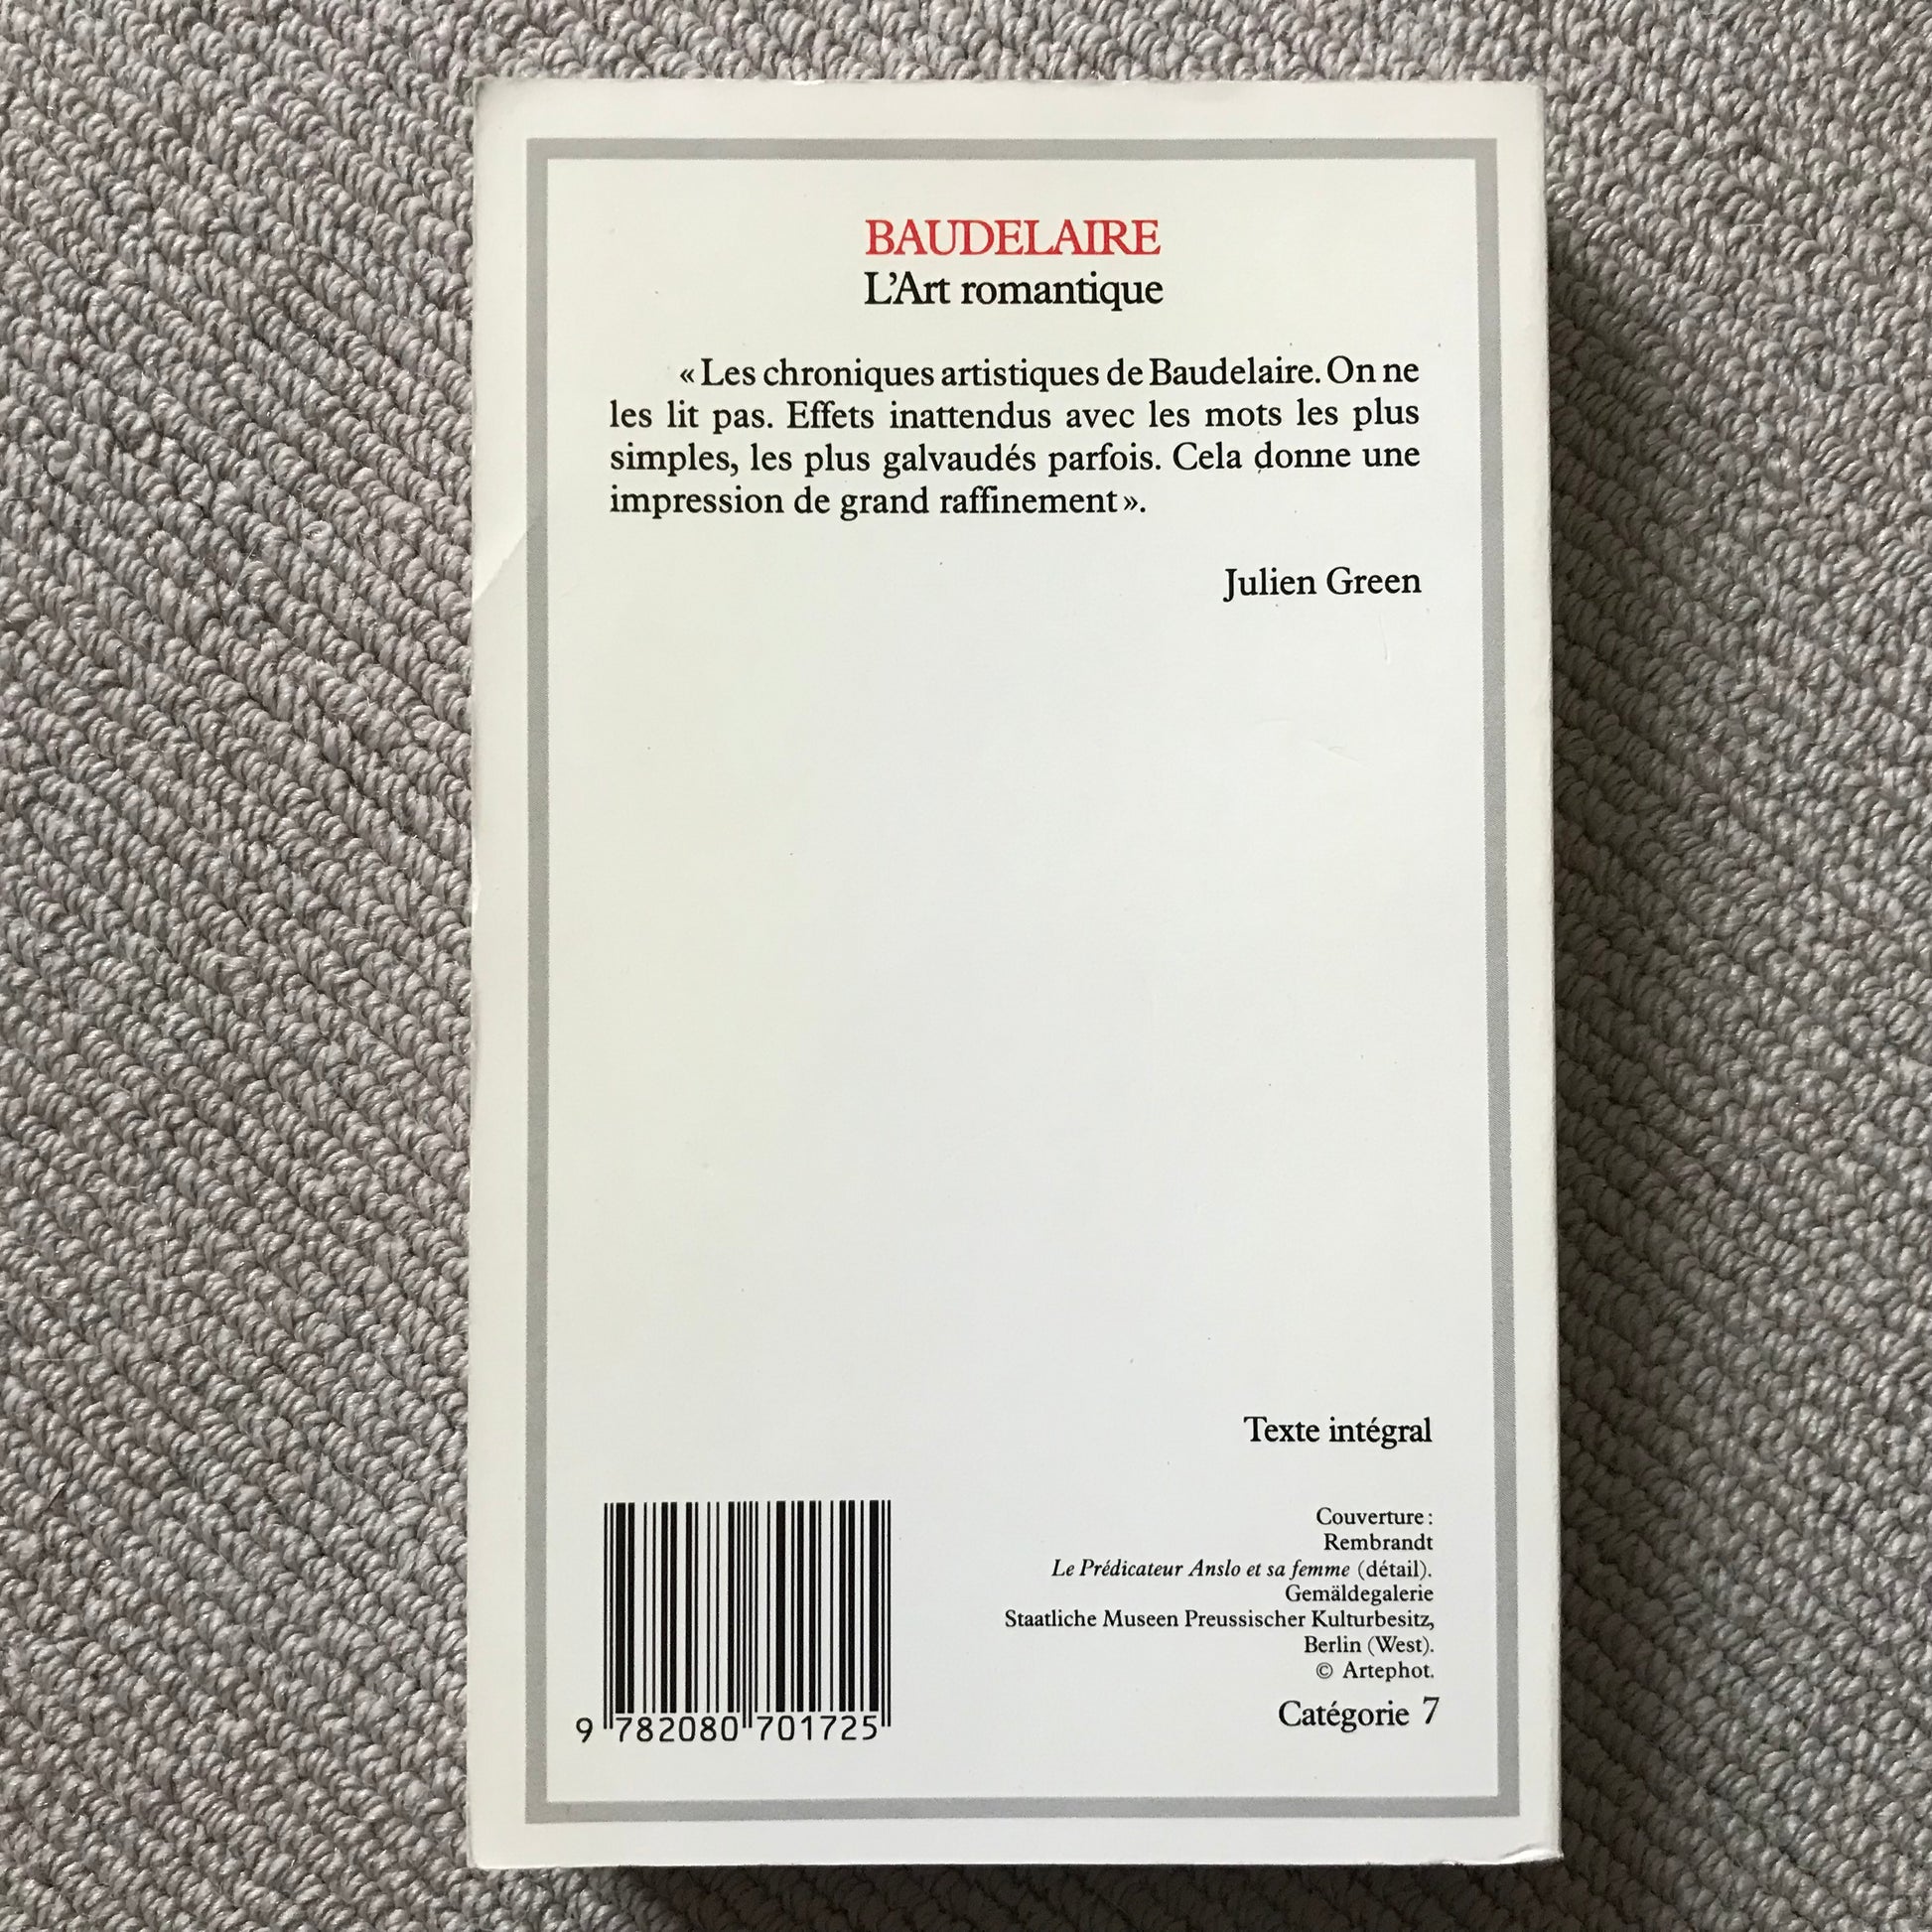 BAUDELAIRE
L'Art romantique
« Les chroniques artistiques de Baudelaire. On ne
les lit pas. Effets inattendus avec les mots les plus
simples, les plus galvaudés parfois. Cela donne une
impression de grand raffinement ».
Julien Green
Texte intégral
Couverture :
Rembrandt
Le Prédicateur Anslo et sa femme (détail).
Gemäldegalerie
Staatliche Museen Preussischer Kulturbesitz,
Berlin (West).
© Artephot.
Catégorie 7
9 782080 701725